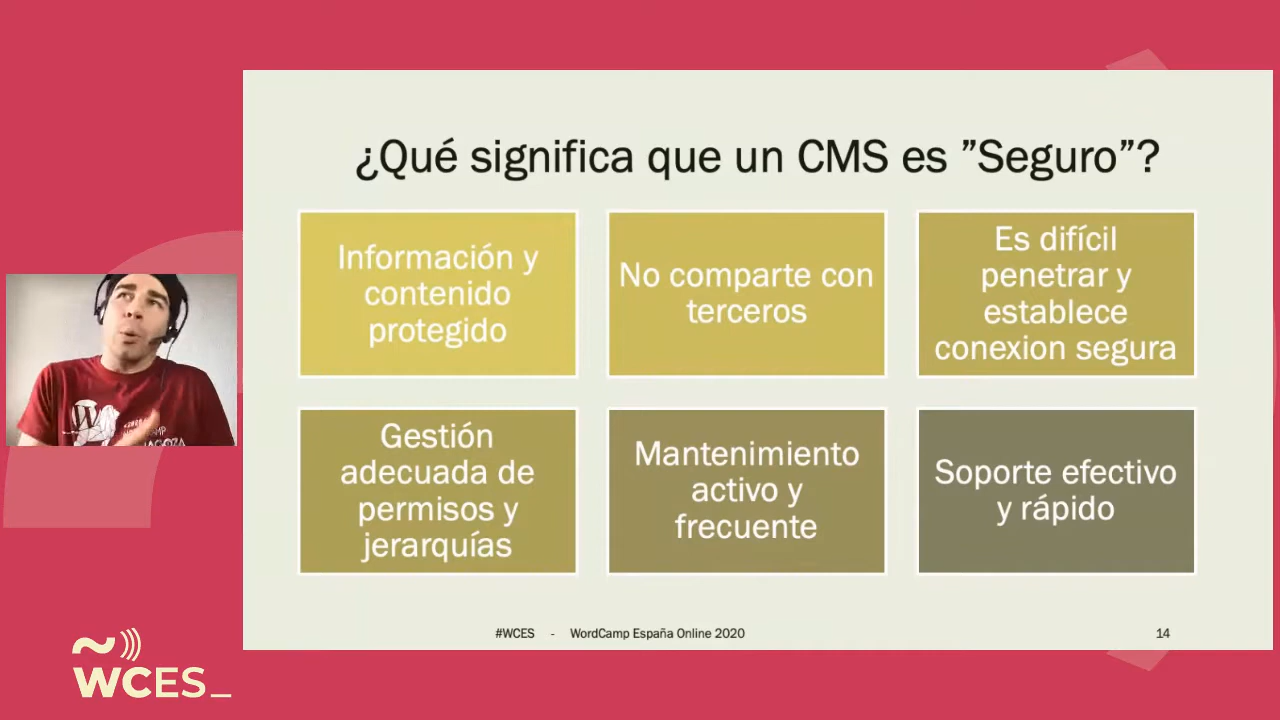 ¿Qué significa que un CMS es ”Seguro”?
Información y
contenido
protegido
No comparte con
terceros
Es difícil
penetrar y
establece
conexion segura
Gestión
adecuada de
permisos y
jerarquías
Mantenimiento
activo y
frecuente
Soporte efectivo
y rápido
#WCES - WordCamp España Online 2020
14
WCES_